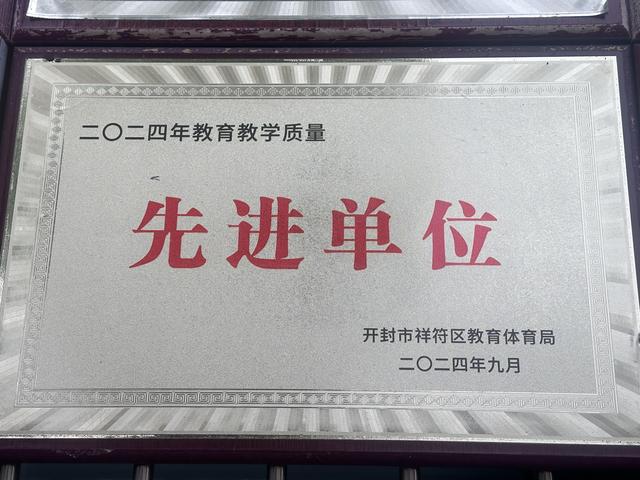 二〇二四年教育教学质量
先进单位
开封市祥符区教育体育局
二〇二四年九月